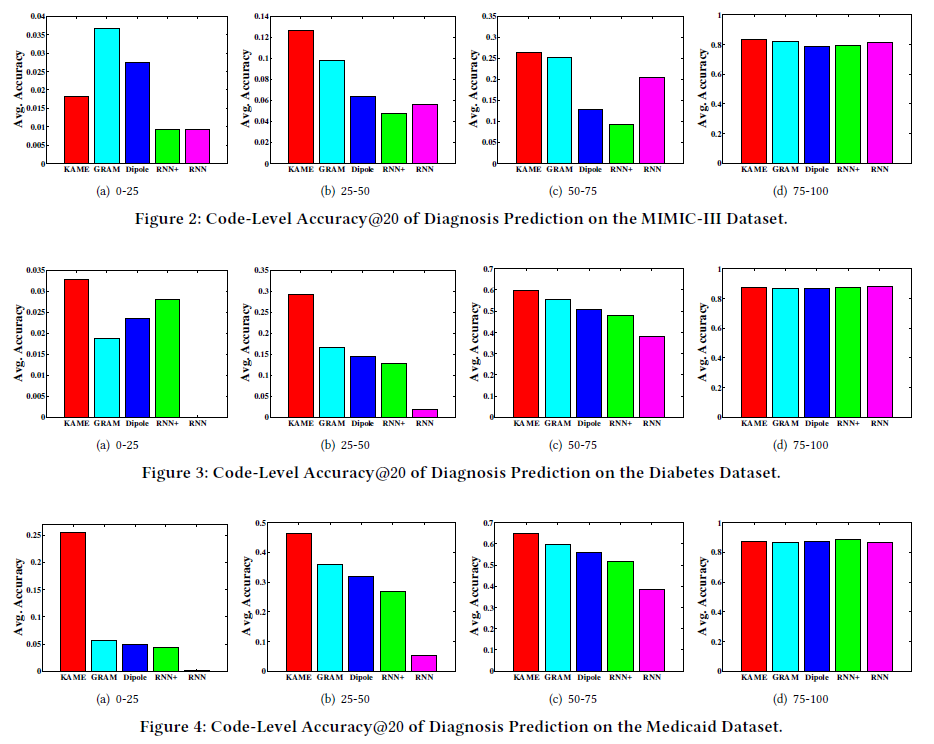 0.04 0.035 0.03 0.025 0.02 0.015 0.01 0.005 0
Avg. Accuracy
KAME GRAM Dipole RNN+ RNN
(a) 0-25
0.14 0.12 0.1 0.08 0.06 0.04 0.02 0
Avg. Accuracy
KAME GRAM Dipole RNN+ RNN
(b) 25-50
0.35 0.3 0.25 0.2 0.15 0.1 0.05 0
Avg. Accuracy
KAME GRAM Dipole RNN+ RNN
(c) 50-75
1 0.8 0.6 0.4 0.2 0
Avg. Accuracy
KAME GRAM Dipole RNN+ RNN
(d) 75-100
Figure 2: Code-Level Accuracy@20 of Diagnosis Prediction on the MIMIC-III Dataset.
0.035 0.03 0.025 0.02 0.015 0.01 0.005 0
Avg. Accuracy
KAME GRAM Dipole RNN+ RNN
(a) 0-25
0.35 0.3 0.25 0.2 0.15 0.1 0.05 0
Avg. Accuracy
KAME GRAM Dipole RNN+ RNN
(b) 25-50
0.7 0.6 0.5 0.4 0.3 0.2 0.1 0
Avg. Accuracy
KAME GRAM Dipole RNN+ RNN
(c) 50-75
1 0.8 0.6 0.4 0.2 0
Avg. Accuracy
KAME GRAM Dipole RNN+ RNN
(d) 75-100
Figure 3: Code-Level Accuracy@20 of Diagnosis Prediction on the Diabetes Dataset.
0.25 0.2 0.15 0.1 0.05 0
Avg. Accuracy
KAME GRAM Dipole RNN+ RNN
(a) 0-25
0.5 0.4 0.3 0.2 0.1 0
Avg. Accuracy
KAME GRAM Dipole RNN+ RNN
(b) 25-50
0.7 0.6 0.5 0.4 0.3 0.2 0.1 0
Avg. Accuracy
KAME GRAM Dipole RNN+ RNN
(c) 50-75
1 0.8 0.6 0.4 0.2 0
Avg. Accuracy
KAME GRAM Dipole RNN+ RNN
(d) 75-100
Figure 4: Code-Level Accuracy@20 of Diagnosis Prediction on the Medicaid Dataset.